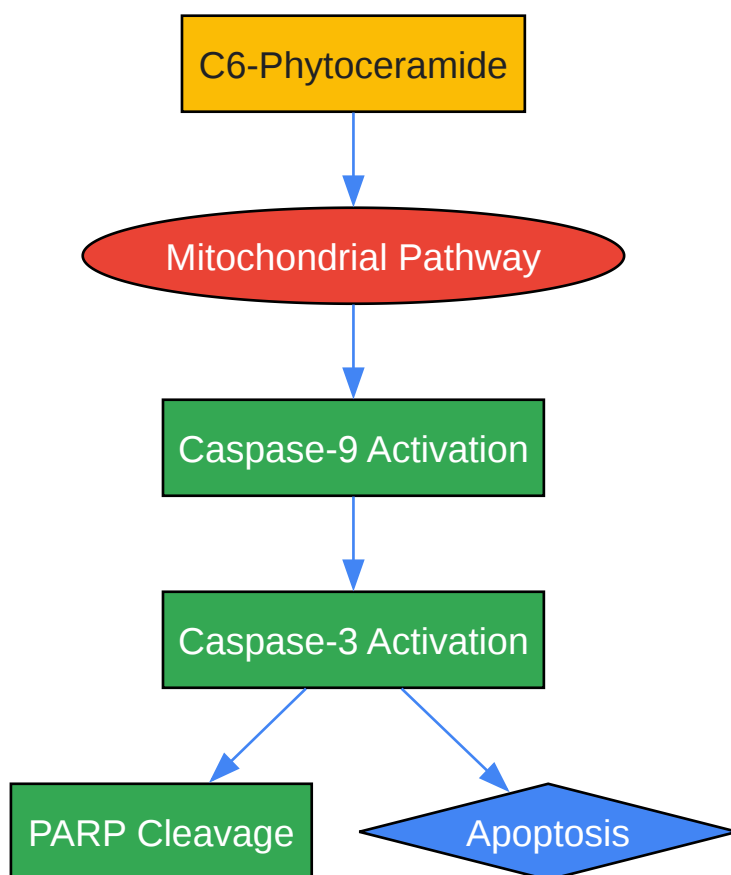 C6-Phytoceramide
Mitochondrial Pathway
Caspase-9 Activation
Caspase-3 Activation
PARP Cleavage
Apoptosis